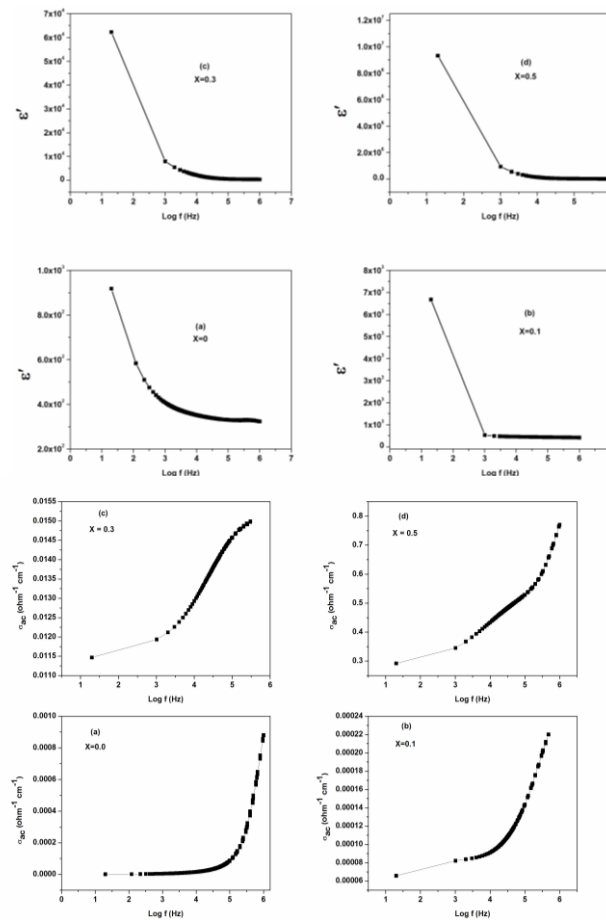 7x10⁴
6x10⁴
5x10⁴
4x10⁴
3x10⁴
2x10⁴
1x10⁴
0
ε′
(c)
X=0.3
0 1 2 3 4 5 6 7
Log f (Hz)
1.2x10⁷
1.0x10⁷
8.0x10⁶
6.0x10⁶
4.0x10⁶
2.0x10⁶
0.0
(d)
X=0.5
0 1 2 3 4 5 6
Log f (Hz)
1.0x10³
8.0x10²
6.0x10²
4.0x10²
2.0x10²
ε′
(a)
X=0
0 1 2 3 4 5 6 7
Log f (Hz)
8x10³
7x10³
6x10³
5x10³
4x10³
3x10³
2x10³
1x10³
0
ε′
(b)
X=0.1
0 1 2 3 4 5 6 7
Log f (Hz)
0.0155
0.0150
0.0145
0.0140
0.0135
0.0130
0.0125
0.0120
0.0115
0.0110
σac (ohm⁻¹ cm⁻¹)
(c)
X = 0.3
1 2 3 4 5 6
Log f (Hz)
0.8
0.7
0.6
0.5
0.4
0.3
σac (ohm⁻¹ cm⁻¹)
(d)
X = 0.5
1 2 3 4 5 6
Log f (Hz)
0.0010
0.0008
0.0006
0.0004
0.0002
0.0000
σac (ohm⁻¹ cm⁻¹)
(a)
X=0.0
0 1 2 3 4 5 6
Log f (Hz)
0.00024
0.00022
0.00020
0.00018
0.00016
0.00014
0.00012
0.00010
0.00008
0.00006
σac (ohm⁻¹ cm⁻¹)
(b)
X=0.1
1 2 3 4 5 6
Log f (Hz)